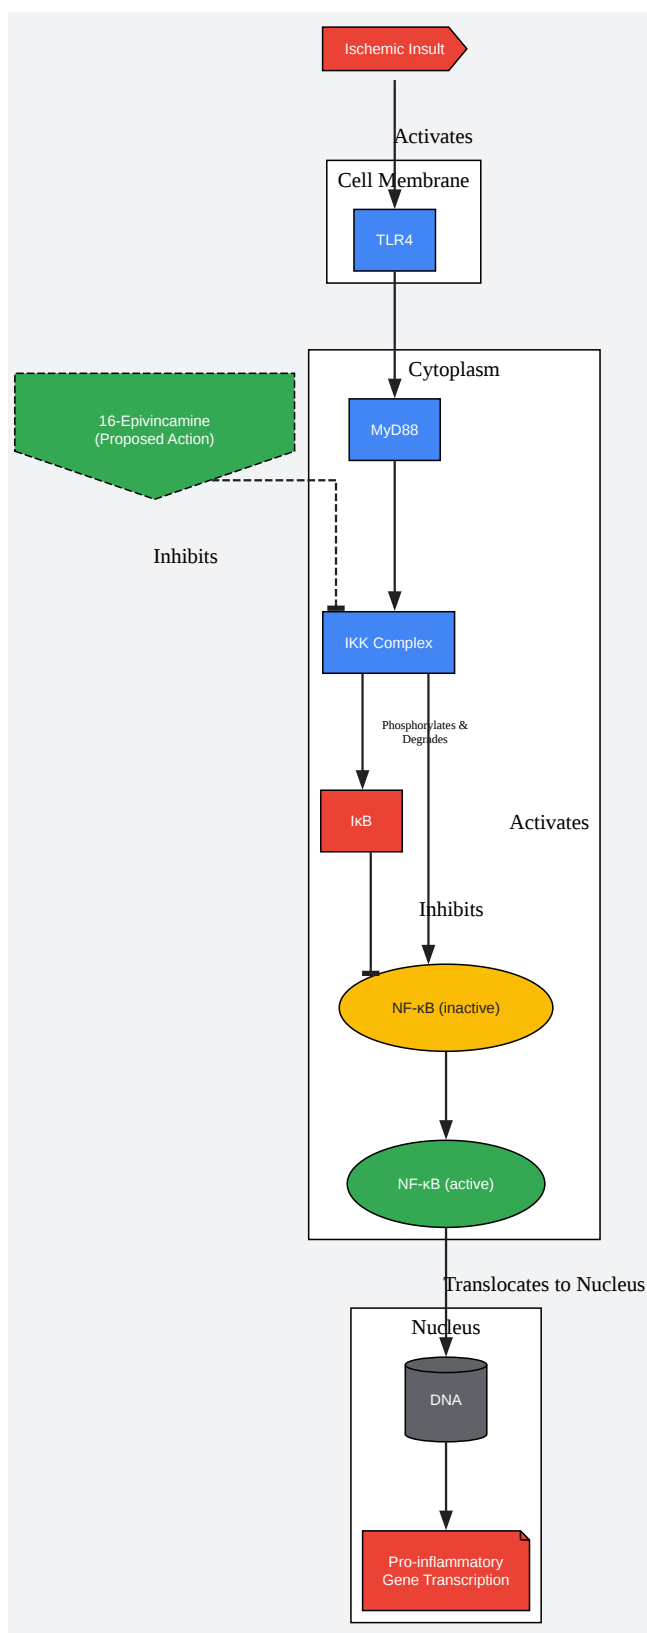 Ischemic Insult
Activates
Cell Membrane
TLR4
Cytoplasm
16-Epivincamine
(Proposed Action)
MyD88
Inhibits
IKK Complex
Phosphorylates &
Degrades
IκB
Activates
Inhibits
NF-κB (inactive)
NF-κB (active)
Translocates to Nucleus
Nucleus
DNA
Pro-inflammatory
Gene Transcription